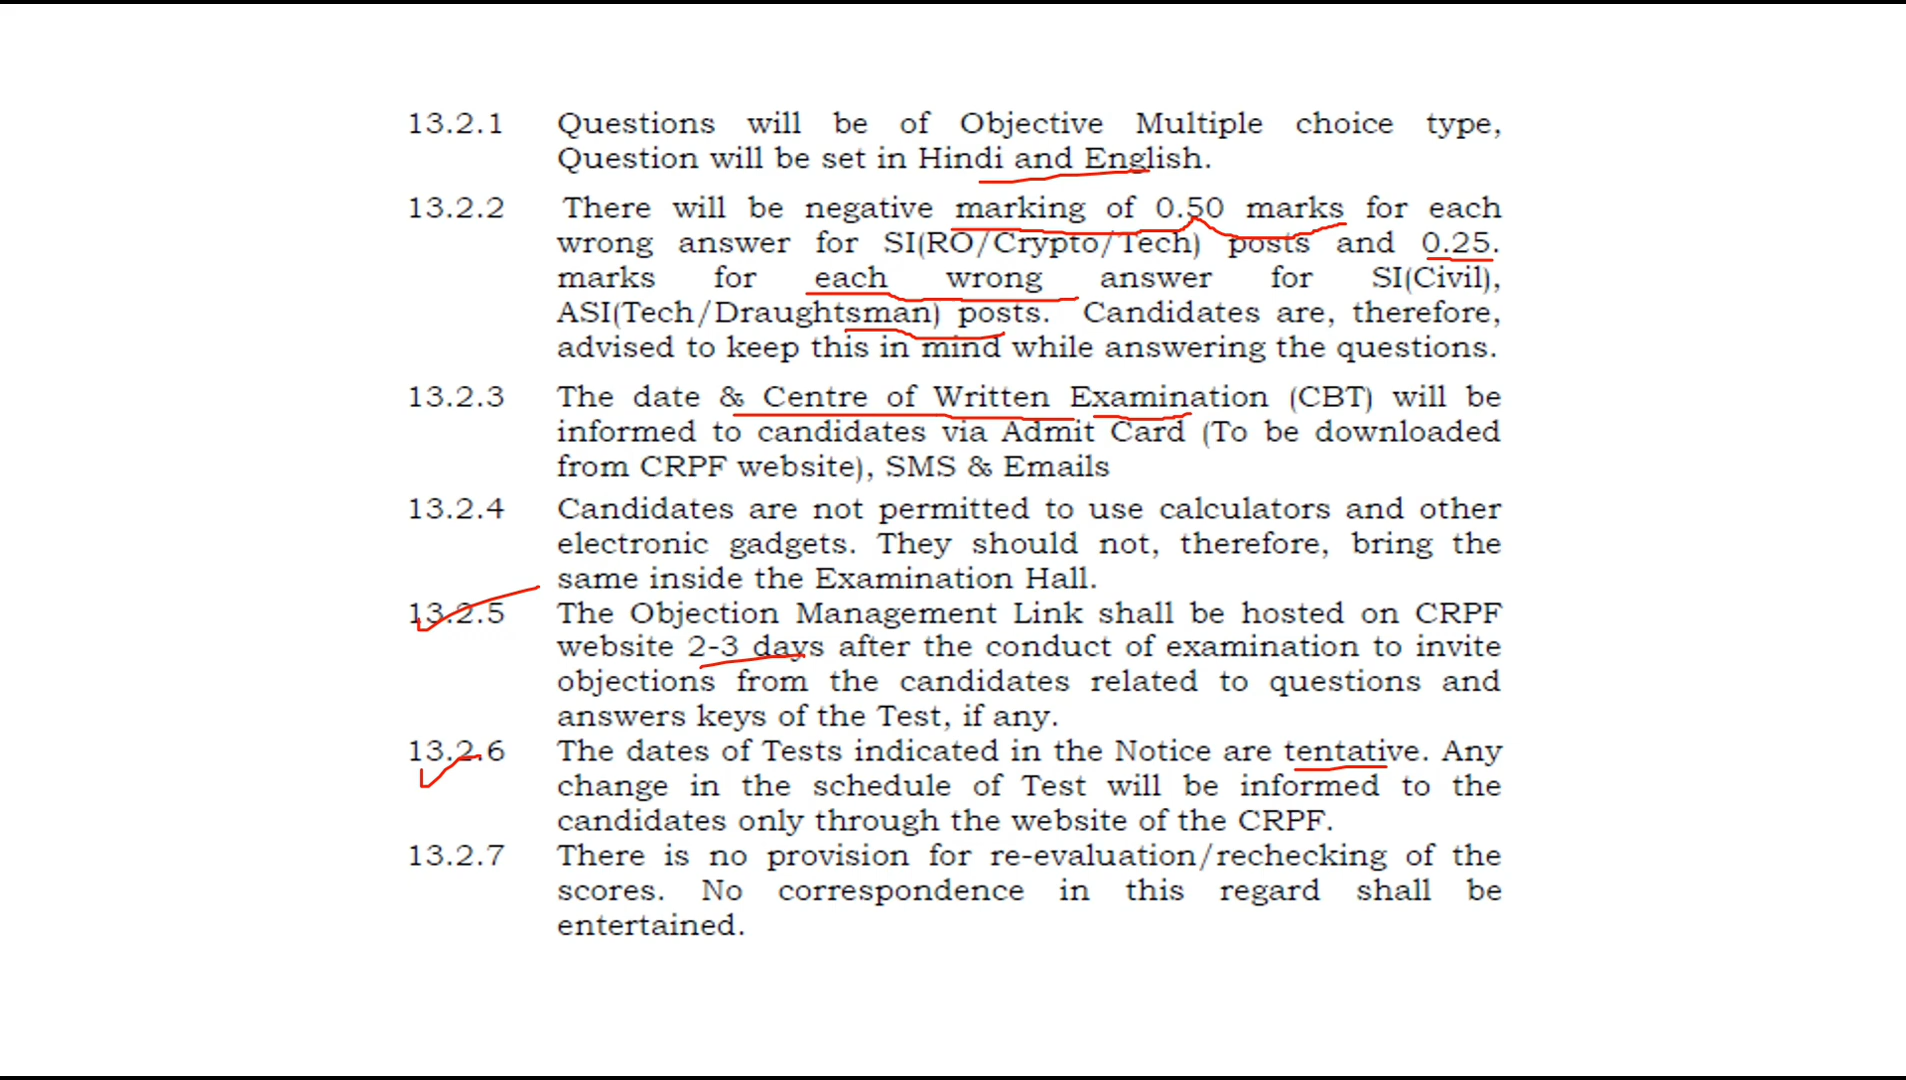 13.2.1 Questions will be of Objective Multiple choice type,
Question will be set in Hindi and English.
13.2.2 There will be negative marking of 0.50 marks for each
wrong answer for SI(RO/Crypto/Tech) posts and 0.25.
marks for each wrong answer for SI(Civil),
ASI(Tech/Draughtsman) posts. Candidates are, therefore,
advised to keep this in mind while answering the questions.
13.2.3 The date & Centre of Written Examination (CBT) will be
informed to candidates via Admit Card (To be downloaded
from CRPF website), SMS & Emails
13.2.4 Candidates are not permitted to use calculators and other
electronic gadgets. They should not, therefore, bring the
same inside the Examination Hall.
13.2.5 The Objection Management Link shall be hosted on CRPF
website 2-3 days after the conduct of examination to invite
objections from the candidates related to questions and
answers keys of the Test, if any.
13.2.6 The dates of Tests indicated in the Notice are tentative. Any
change in the schedule of Test will be informed to the
candidates only through the website of the CRPF.
13.2.7 There is no provision for re-evaluation/rechecking of the
scores. No correspondence in this regard shall be
entertained.